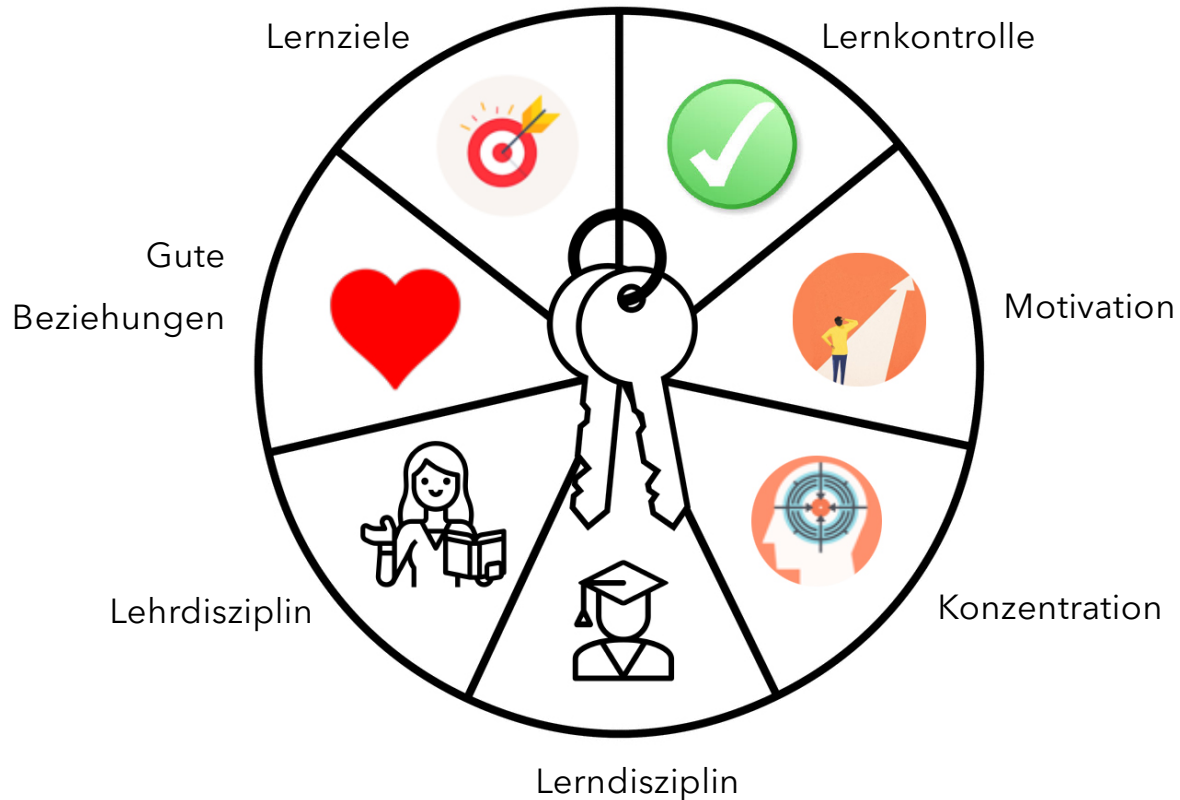 Lernziele
Lernkontrolle
Gute
Beziehungen
Motivation
Lehrdisziplin
Konzentration
Lerndisziplin